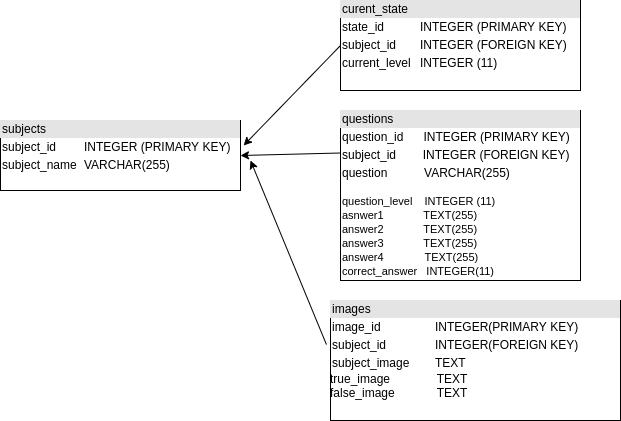 curent_state
state_id INTEGER (PRIMARY KEY)
subject_id INTEGER (FOREIGN KEY)
current_level INTEGER (11)
subjects
subject_id INTEGER (PRIMARY KEY)
subject_name VARCHAR(255)
questions
question_id INTEGER (PRIMARY KEY)
subject_id INTEGER (FOREIGN KEY)
question VARCHAR(255)
question_level INTEGER (11)
asnwer1 TEXT(255)
answer2 TEXT(255)
answer3 TEXT(255)
answer4 TEXT(255)
correct_answer INTEGER(11)
images
image_id INTEGER(PRIMARY KEY)
subject_id INTEGER(FOREIGN KEY)
subject_image TEXT
true_image TEXT
false_image TEXT